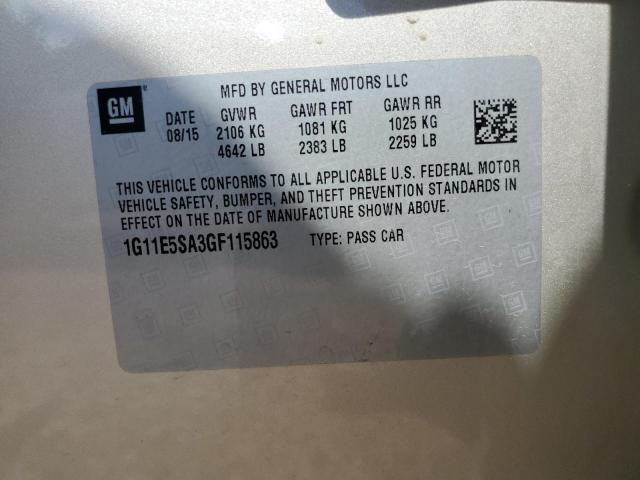 GM
MFD BY GENERAL MOTORS LLC
DATE GVWR GAWR FRT GAWR RR
08/15 2106 KG 1081 KG 1025 KG
4642 LB 2383 LB 2259 LB
THIS VEHICLE CONFORMS TO ALL APPLICABLE U.S. FEDERAL MOTOR
VEHICLE SAFETY, BUMPER, AND THEFT PREVENTION STANDARDS IN
EFFECT ON THE DATE OF MANUFACTURE SHOWN ABOVE.
1G11E5SA3GF115863 TYPE: PASS CAR